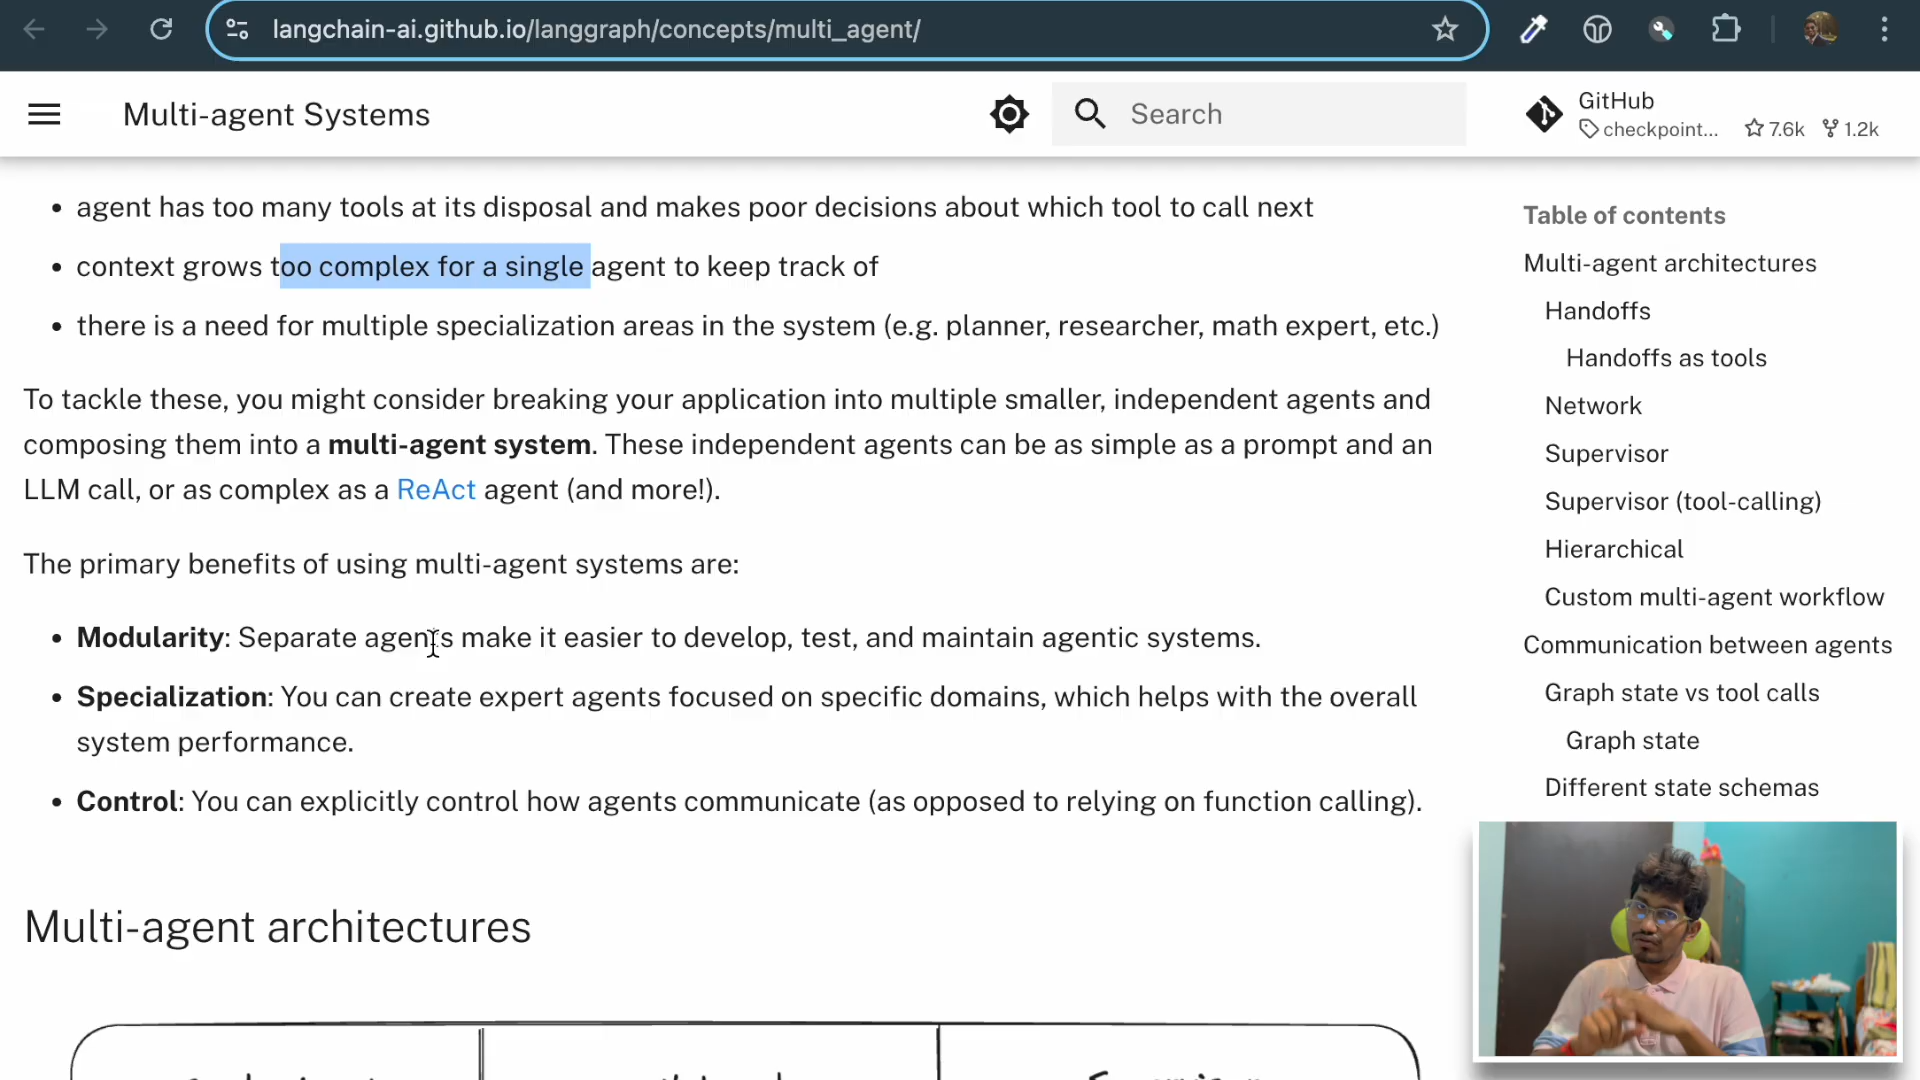 langchain-ai.github.io/langgraph/concepts/multi_agent/
Multi-agent Systems
Search
GitHub
checkpoint... 7.6k 1.2k
• agent has too many tools at its disposal and makes poor decisions about which tool to call next
• context grows too complex for a single agent to keep track of
• there is a need for multiple specialization areas in the system (e.g. planner, researcher, math expert, etc.)
To tackle these, you might consider breaking your application into multiple smaller, independent agents and
composing them into a multi-agent system. These independent agents can be as simple as a prompt and an
LLM call, or as complex as a ReAct agent (and more!).
The primary benefits of using multi-agent systems are:
• Modularity: Separate agents make it easier to develop, test, and maintain agentic systems.
• Specialization: You can create expert agents focused on specific domains, which helps with the overall
system performance.
• Control: You can explicitly control how agents communicate (as opposed to relying on function calling).
Multi-agent architectures
Table of contents
Multi-agent architectures
Handoffs
Handoffs as tools
Network
Supervisor
Supervisor (tool-calling)
Hierarchical
Custom multi-agent workflow
Communication between agents
Graph state vs tool calls
Graph state
Different state schemas